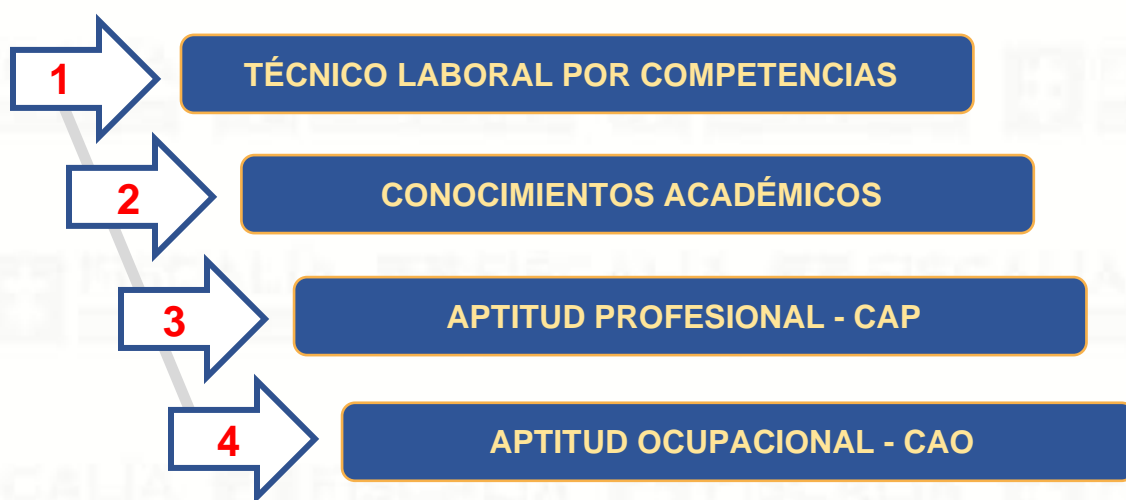 1
TÉCNICO LABORAL POR COMPETENCIAS
2
CONOCIMIENTOS ACADÉMICOS
3
APTITUD PROFESIONAL - CAP
4
APTITUD OCUPACIONAL - CAO